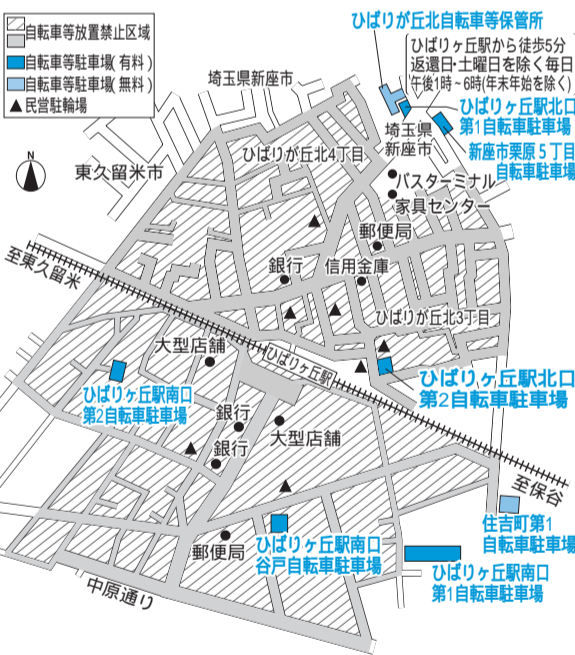 自転車等放置禁止区域
自転車等駐車場(有料)
自転車等駐車場(無料)
▲民営駐輪場
N
ひばりが丘北自転車等保管所
ひばりヶ丘駅から徒歩5分
返還日・土曜日を除く毎日
午後1時~6時(年末年始を除く)
埼玉県新座市
ひばりヶ丘駅北口
第1自転車駐車場
埼玉県
新座市
新座市栗原5丁目
自転車駐車場
東久留米市
ひばりが丘北4丁目
バスターミナル
家具センター
郵便局
至東久留米
銀行
信用金庫
ひばりが丘北3丁目
大型店舗
ひばりヶ丘駅
ひばりヶ丘駅北口
第2自転車駐車場
ひばりヶ丘駅南口
第2自転車駐車場
銀行
大型店舗
銀行
至保谷
住吉町第1
自転車駐車場
郵便局
ひばりヶ丘駅南口
谷戸自転車駐車場
ひばりヶ丘駅南口
第1自転車駐車場
中原通り